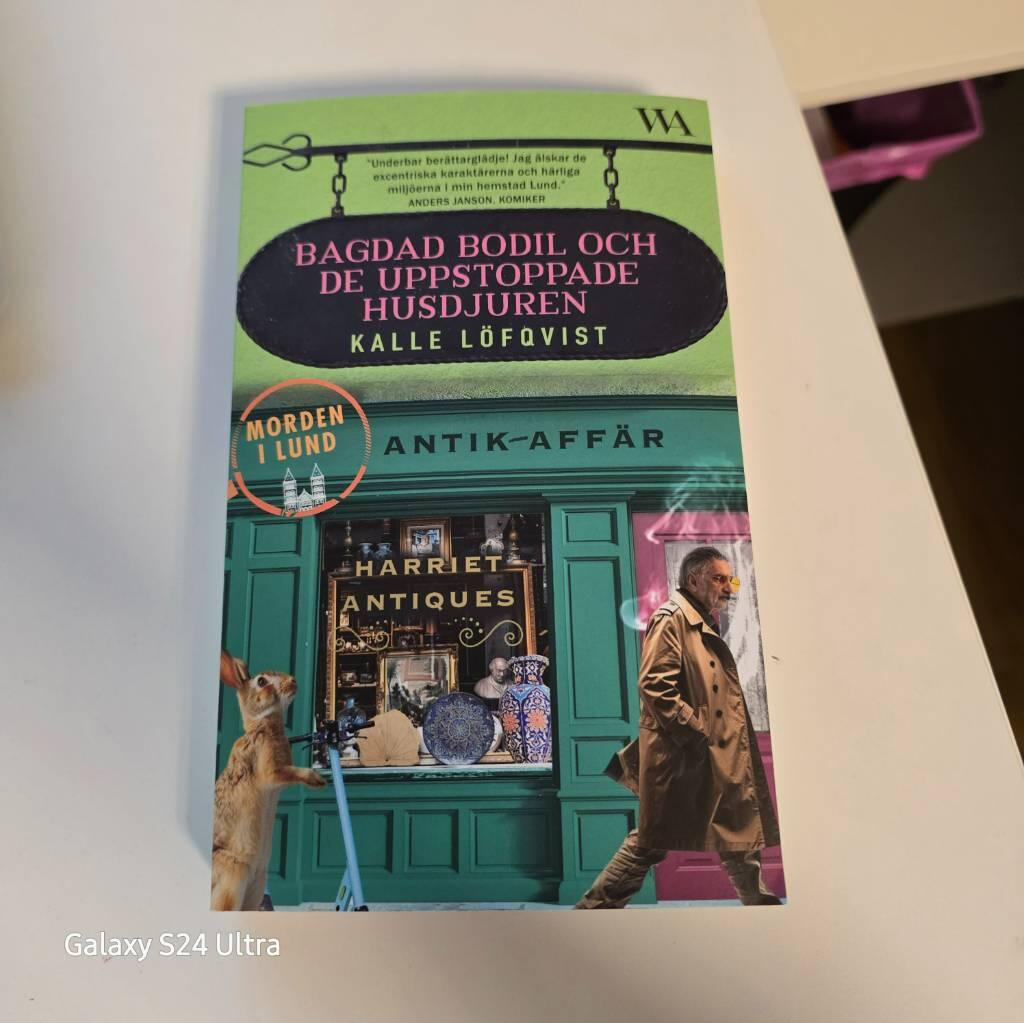 WA
"Underbar berättarglädje! Jag älskar de
excentriska karaktärerna och härliga
miljöerna i min hemstad Lund."
ANDERS JANSON, KOMIKER
BAGDAD BODIL OCH
DE UPPSTOPPADE
HUSDJUREN
KALLE LÖFQVIST
MORDEN
I LUND
ANTIK-AFFÄR
HARRIET
ANTIQUES
Galaxy S24 Ultra